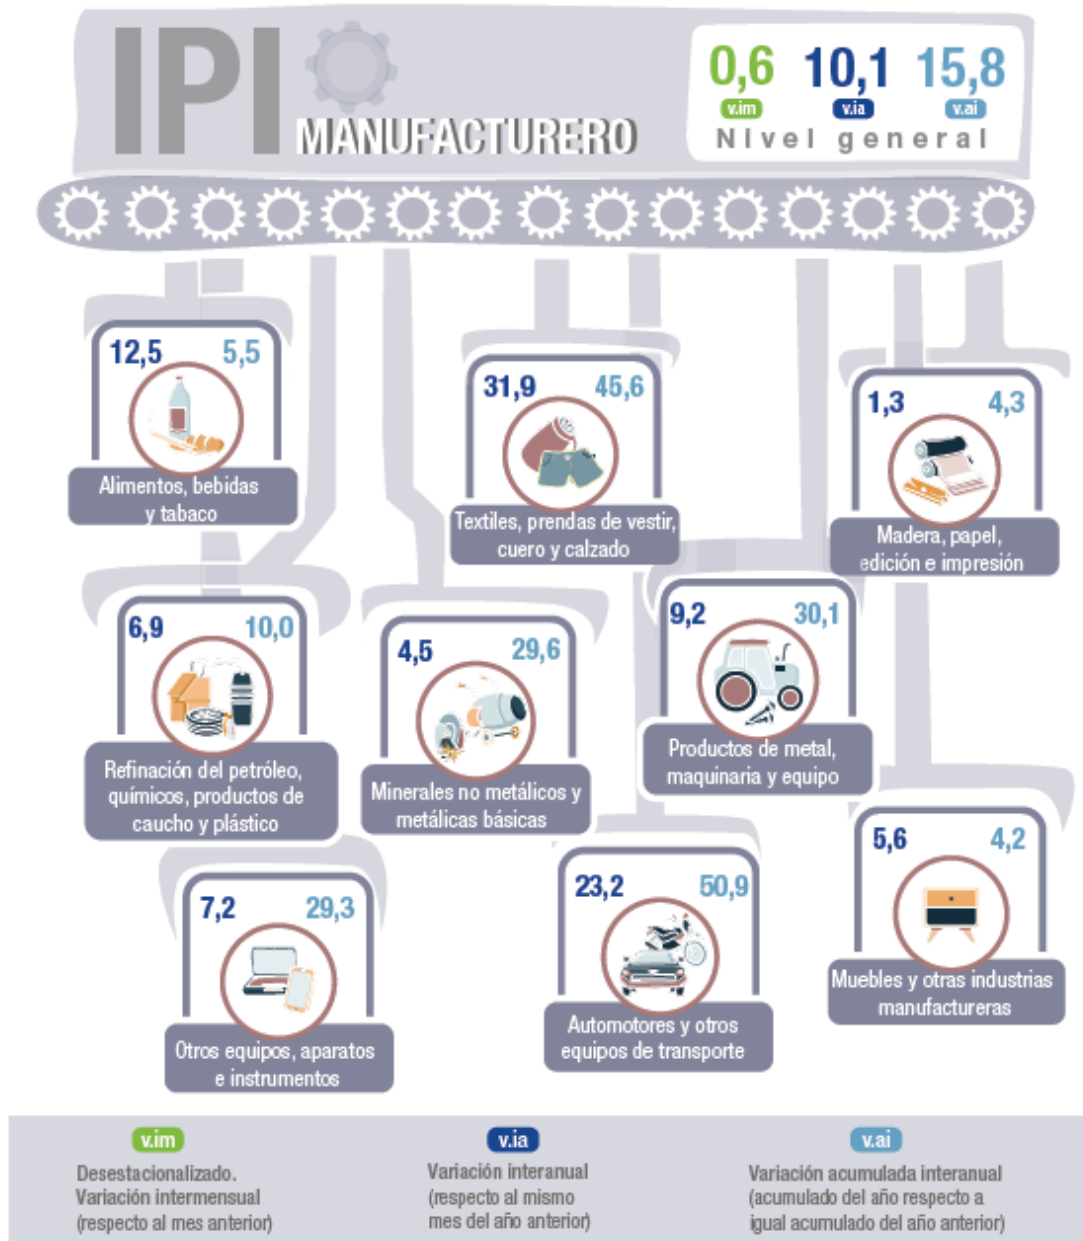 IPI
MANUFACTURERO
0,6 10,1 15,8
v.im v.ia v.ai
Nivel general
12,5 5,5
Alimentos, bebidas
y tabaco
31,9 45,6
Textiles, prendas de vestir,
cuero y calzado
1,3 4,3
Madera, papel,
edición e impresión
6,9 10,0
Refinación del petróleo,
químicos, productos de
caucho y plástico
4,5 29,6
Minerales no metálicos y
metálicas básicas
9,2 30,1
Productos de metal,
maquinaria y equipo
7,2 29,3
Otros equipos, aparatos
e instrumentos
23,2 50,9
Automotores y otros
equipos de transporte
5,6 4,2
Muebles y otras industrias
manufactureras
v.im
Desestacionalizado.
Variación intermensual
(respecto al mes anterior)
v.ia
Variación interanual
(respecto al mismo
mes del año anterior)
v.ai
Variación acumulada interanual
(acumulado del año respecto a
igual acumulado del año anterior)